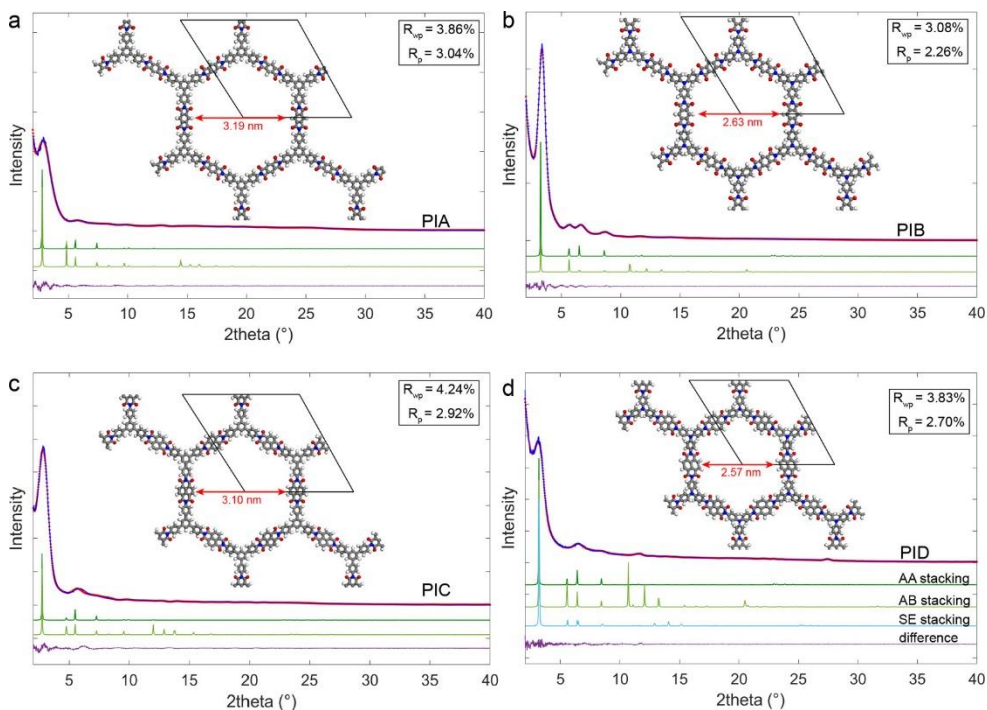 a
R_wp = 3.86%
R_p = 3.04%
3.19 nm
Intensity
PIA
5 10 15 20 25 30 35 40
2theta (°)
b
R_wp = 3.08%
R_p = 2.26%
2.63 nm
Intensity
PIB
5 10 15 20 25 30 35 40
2theta (°)
c
R_wp = 4.24%
R_p = 2.92%
3.10 nm
Intensity
PIC
5 10 15 20 25 30 35 40
2theta (°)
d
R_wp = 3.83%
R_p = 2.70%
2.57 nm
Intensity
PID
AA stacking
AB stacking
SE stacking
difference
5 10 15 20 25 30 35 40
2theta (°)